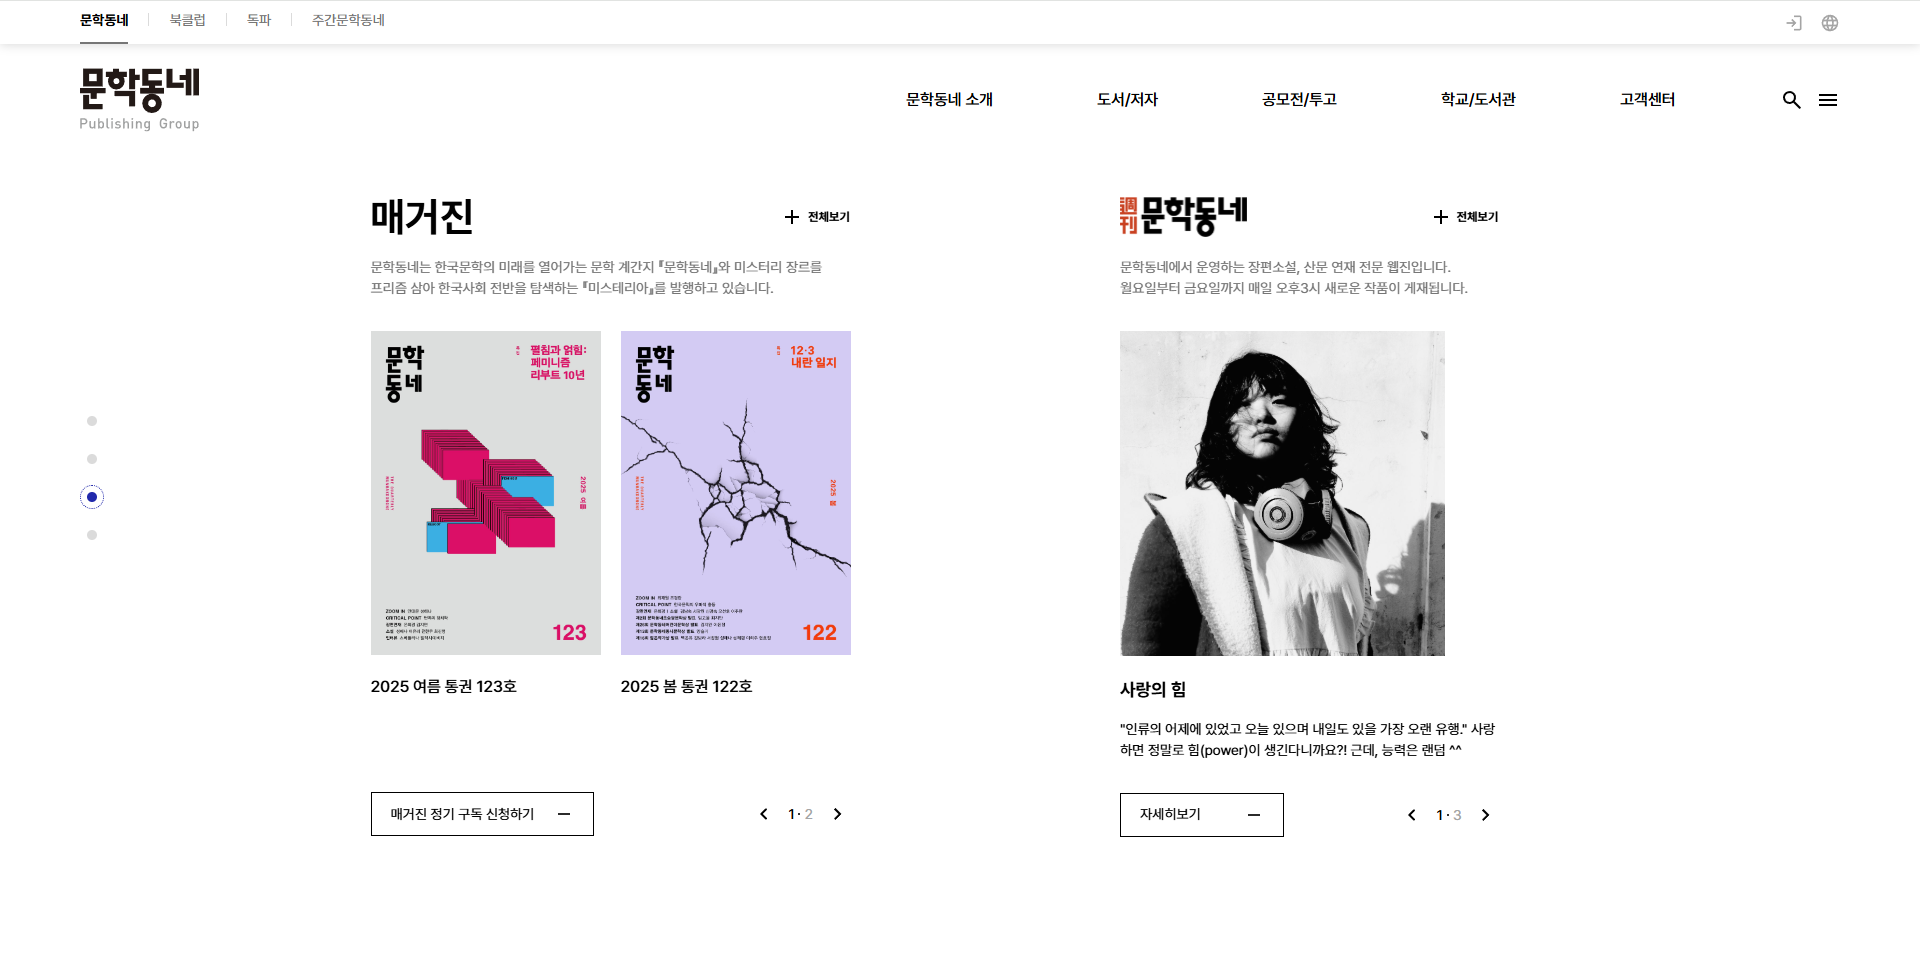 문학동네
북클럽
독파
주간문학동네
문학동네
Publishing Group
문학동네 소개
도서/저자
공모전/투고
학교/도서관
고객센터
매거진
전체보기
문학동네는 한국문학의 미래를 열어가는 문학 계간지 『문학동네』와 미스터리 장르를
프리즘 삼아 한국사회 전반을 탐색하는 『미스테리아』를 발행하고 있습니다.
문학
동네
펼침과 얽힘:
페미니즘
리부트 10년
2025 여름
ZOOM IN
CRITICAL POINT
123
문학
동네
12·3
내란 일지
2025 봄
ZOOM IN
CRITICAL POINT
122
2025 여름 통권 123호
2025 봄 통권 122호
매거진 정기 구독 신청하기
1 · 2
週刊 문학동네
전체보기
문학동네에서 운영하는 장편소설, 산문 연재 전문 웹진입니다.
월요일부터 금요일까지 매일 오후3시 새로운 작품이 게재됩니다.
사랑의 힘
"인류의 어제에 있었고 오늘 있으며 내일도 있을 가장 오랜 유행." 사랑
하면 정말로 힘(power)이 생긴다니까요?! 근데, 능력은 랜덤 ^^
자세히보기
1 · 3